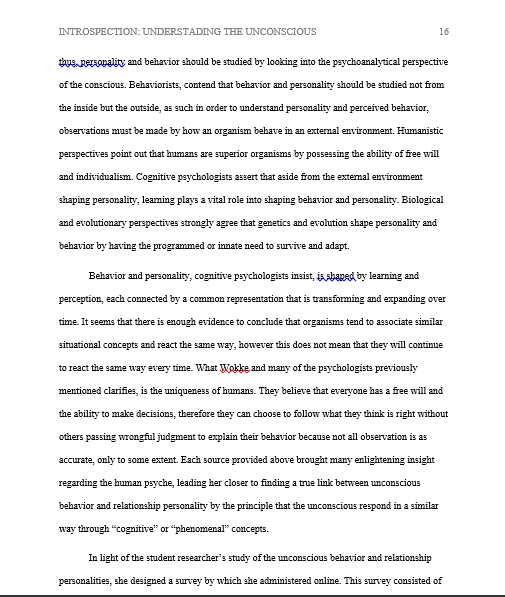 INTROSPECTION: UNDERSTADING THE UNCONSCIOUS 16
thus, personality and behavior should be studied by looking into the psychoanalytical perspective
of the conscious. Behaviorists, contend that behavior and personality should be studied not from
the inside but the outside, as such in order to understand personality and perceived behavior,
observations must be made by how an organism behave in an external environment. Humanistic
perspectives point out that humans are superior organisms by possessing the ability of free will
and individualism. Cognitive psychologists assert that aside from the external environment
shaping personality, learning plays a vital role into shaping behavior and personality. Biological
and evolutionary perspectives strongly agree that genetics and evolution shape personality and
behavior by having the programmed or innate need to survive and adapt.
Behavior and personality, cognitive psychologists insist, is shaped by learning and
perception, each connected by a common representation that is transforming and expanding over
time. It seems that there is enough evidence to conclude that organisms tend to associate similar
situational concepts and react the same way, however this does not mean that they will continue
to react the same way every time. What Wokke and many of the psychologists previously
mentioned clarifies, is the uniqueness of humans. They believe that everyone has a free will and
the ability to make decisions, therefore they can choose to follow what they think is right without
others passing wrongful judgment to explain their behavior because not all observation is as
accurate, only to some extent. Each source provided above brought many enlightening insight
regarding the human psyche, leading her closer to finding a true link between unconscious
behavior and relationship personality by the principle that the unconscious respond in a similar
way through “cognitive” or “phenomenal” concepts.
In light of the student researcher’s study of the unconscious behavior and relationship
personalities, she designed a survey by which she administered online. This survey consisted of